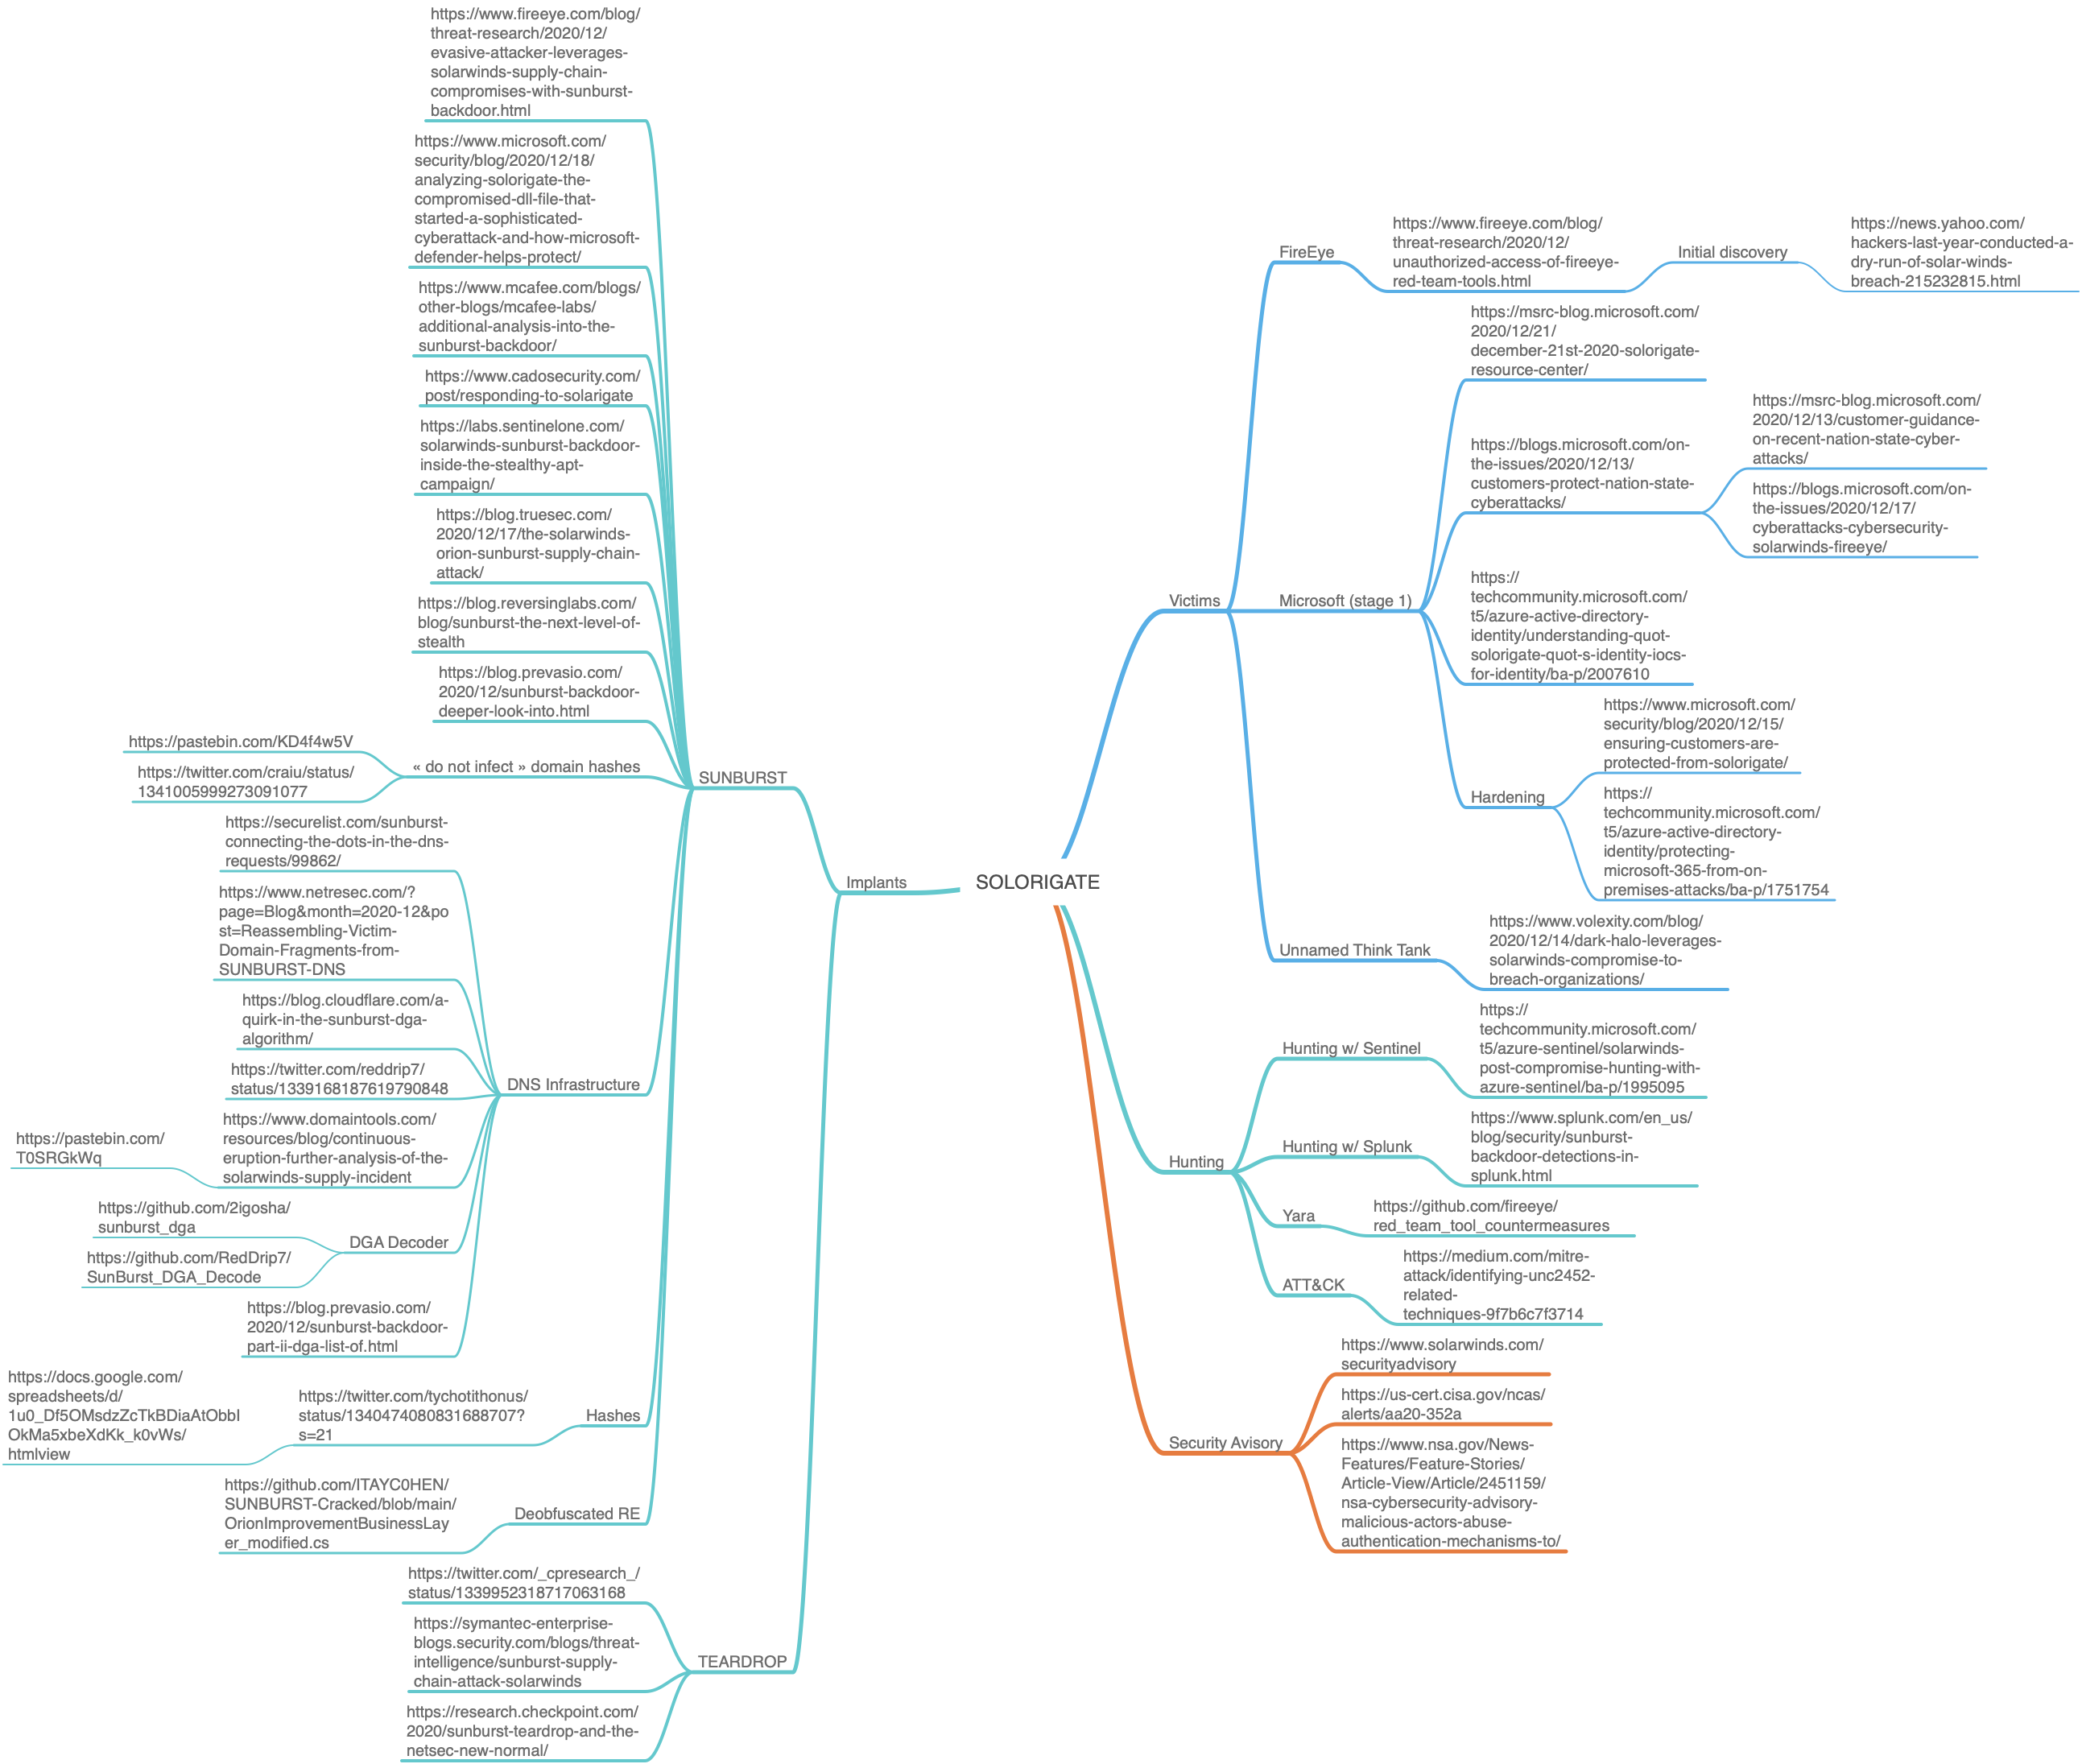 https://www.fireeye.com/blog/
threat-research/2020/12/
evasive-attacker-leverages-
solarwinds-supply-chain-
compromises-with-sunburst-
backdoor.html
https://www.microsoft.com/
security/blog/2020/12/18/
analyzing-solorigate-the-
compromised-dll-file-that-
started-a-sophisticated-
cyberattack-and-how-microsoft-
defender-helps-protect/
https://www.mcafee.com/blogs/
other-blogs/mcafee-labs/
additional-analysis-into-the-
sunburst-backdoor/
https://www.cadosecurity.com/
post/responding-to-solarigate
https://labs.sentinelone.com/
solarwinds-sunburst-backdoor-
inside-the-stealthy-apt-
campaign/
https://blog.truesec.com/
2020/12/17/the-solarwinds-
orion-sunburst-supply-chain-
attack/
https://blog.reversinglabs.com/
blog/sunburst-the-next-level-of-
stealth
https://blog.prevasio.com/
2020/12/sunburst-backdoor-
deeper-look-into.html
https://pastebin.com/KD4f4w5V
https://twitter.com/craiu/status/
1341005999273091077
« do not infect » domain hashes
SUNBURST
https://securelist.com/sunburst-
connecting-the-dots-in-the-dns-
requests/99862/
https://www.netresec.com/?
page=Blog&month=2020-12&po
st=Reassembling-Victim-
Domain-Fragments-from-
SUNBURST-DNS
https://blog.cloudflare.com/a-
quirk-in-the-sunburst-dga-
algorithm/
https://twitter.com/reddrip7/
status/1339168187619790848
DNS Infrastructure
https://www.domaintools.com/
resources/blog/continuous-
eruption-further-analysis-of-the-
solarwinds-supply-incident
https://pastebin.com/
T0SRGkWq
https://github.com/2igosha/
sunburst_dga
https://github.com/RedDrip7/
SunBurst_DGA_Decode
DGA Decoder
https://blog.prevasio.com/
2020/12/sunburst-backdoor-
part-ii-dga-list-of.html
https://docs.google.com/
spreadsheets/d/
1u0_Df5OMsdzZcTkBDiaAtObbI
OkMa5xbeXdKk_k0vWs/
htmlview
https://twitter.com/tychotithonus/
status/1340474080831688707?
s=21
Hashes
https://github.com/ITAYC0HEN/
SUNBURST-Cracked/blob/main/
OrionImprovementBusinessLay
er_modified.cs
Deobfuscated RE
https://twitter.com/_cpresearch_/
status/1339952318717063168
https://symantec-enterprise-
blogs.security.com/blogs/threat-
intelligence/sunburst-supply-
chain-attack-solarwinds
https://research.checkpoint.com/
2020/sunburst-teardrop-and-the-
netsec-new-normal/
TEARDROP
Implants
SOLORIGATE
Victims
FireEye
https://www.fireeye.com/blog/
threat-research/2020/12/
unauthorized-access-of-fireeye-
red-team-tools.html
Initial discovery
https://news.yahoo.com/
hackers-last-year-conducted-a-
dry-run-of-solar-winds-
breach-215232815.html
Microsoft (stage 1)
https://msrc-blog.microsoft.com/
2020/12/21/
december-21st-2020-solorigate-
resource-center/
https://blogs.microsoft.com/on-
the-issues/2020/12/13/
customers-protect-nation-state-
cyberattacks/
https://msrc-blog.microsoft.com/
2020/12/13/customer-guidance-
on-recent-nation-state-cyber-
attacks/
https://blogs.microsoft.com/on-
the-issues/2020/12/17/
cyberattacks-cybersecurity-
solarwinds-fireeye/
https://
techcommunity.microsoft.com/
t5/azure-active-directory-
identity/understanding-quot-
solorigate-quot-s-identity-iocs-
for-identity/ba-p/2007610
Hardening
https://www.microsoft.com/
security/blog/2020/12/15/
ensuring-customers-are-
protected-from-solorigate/
https://
techcommunity.microsoft.com/
t5/azure-active-directory-
identity/protecting-
microsoft-365-from-on-
premises-attacks/ba-p/1751754
Unnamed Think Tank
https://www.volexity.com/blog/
2020/12/14/dark-halo-leverages-
solarwinds-compromise-to-
breach-organizations/
Hunting
Hunting w/ Sentinel
https://
techcommunity.microsoft.com/
t5/azure-sentinel/solarwinds-
post-compromise-hunting-with-
azure-sentinel/ba-p/1995095
Hunting w/ Splunk
https://www.splunk.com/en_us/
blog/security/sunburst-
backdoor-detections-in-
splunk.html
Yara
https://github.com/fireeye/
red_team_tool_countermeasures
ATT&CK
https://medium.com/mitre-
attack/identifying-unc2452-
related-
techniques-9f7b6c7f3714
Security Avisory
https://www.solarwinds.com/
securityadvisory
https://us-cert.cisa.gov/ncas/
alerts/aa20-352a
https://www.nsa.gov/News-
Features/Feature-Stories/
Article-View/Article/2451159/
nsa-cybersecurity-advisory-
malicious-actors-abuse-
authentication-mechanisms-to/